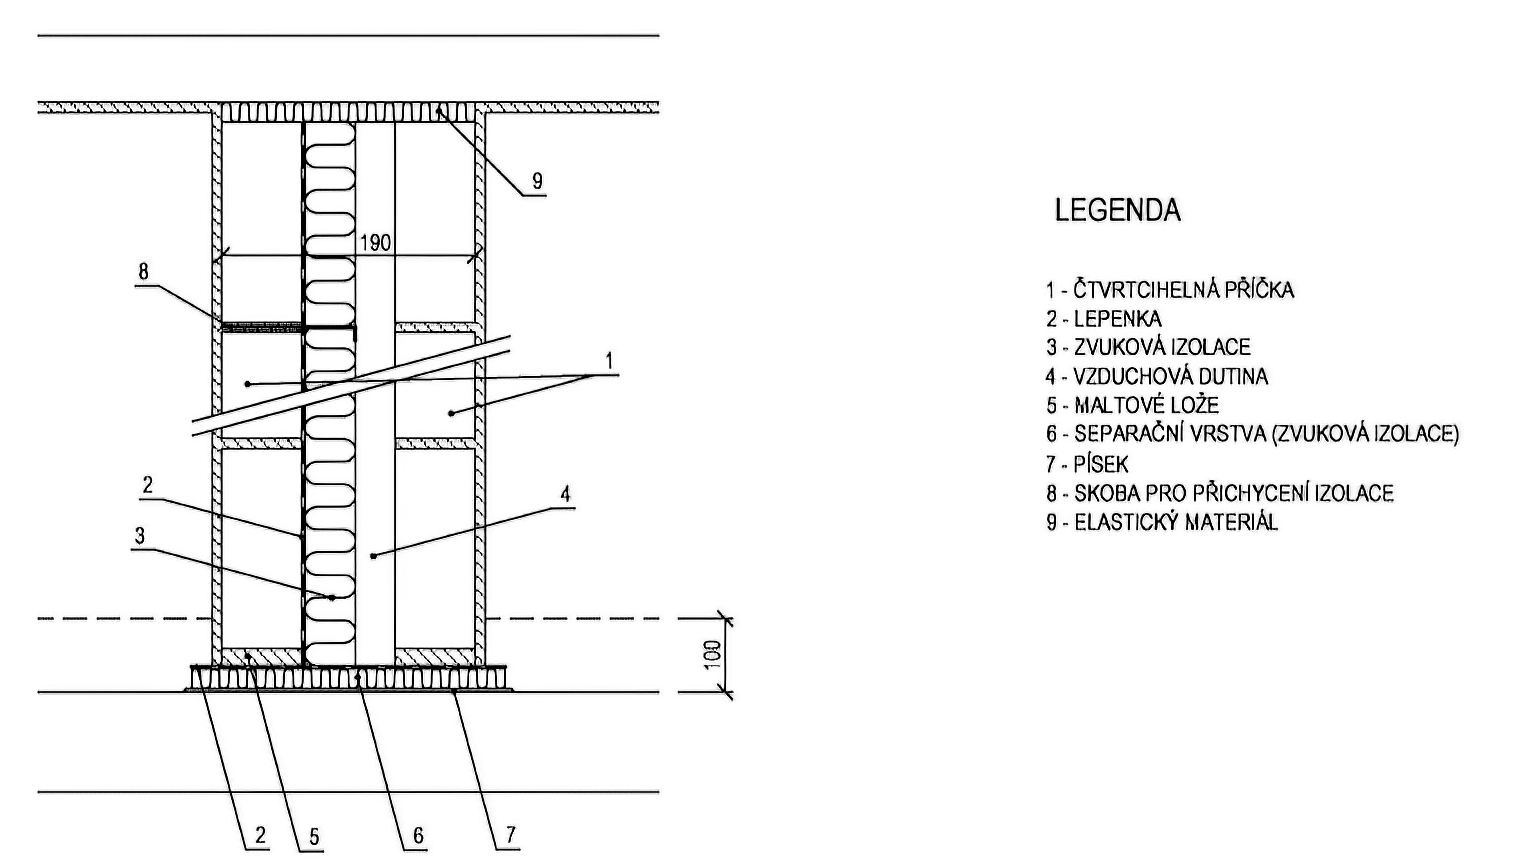 9
190
8
1
2
4
3
100
2
5
6
7
LEGENDA
1 - ČTVRTCIHELNÁ PŘÍČKA
2 - LEPENKA
3 - ZVUKOVÁ IZOLACE
4 - VZDUCHOVÁ DUTINA
5 - MALTOVÉ LOŽE
6 - SEPARAČNÍ VRSTVA (ZVUKOVÁ IZOLACE)
7 - PÍSEK
8 - SKOBA PRO PŘICHYCENÍ IZOLACE
9 - ELASTICKÝ MATERIÁL